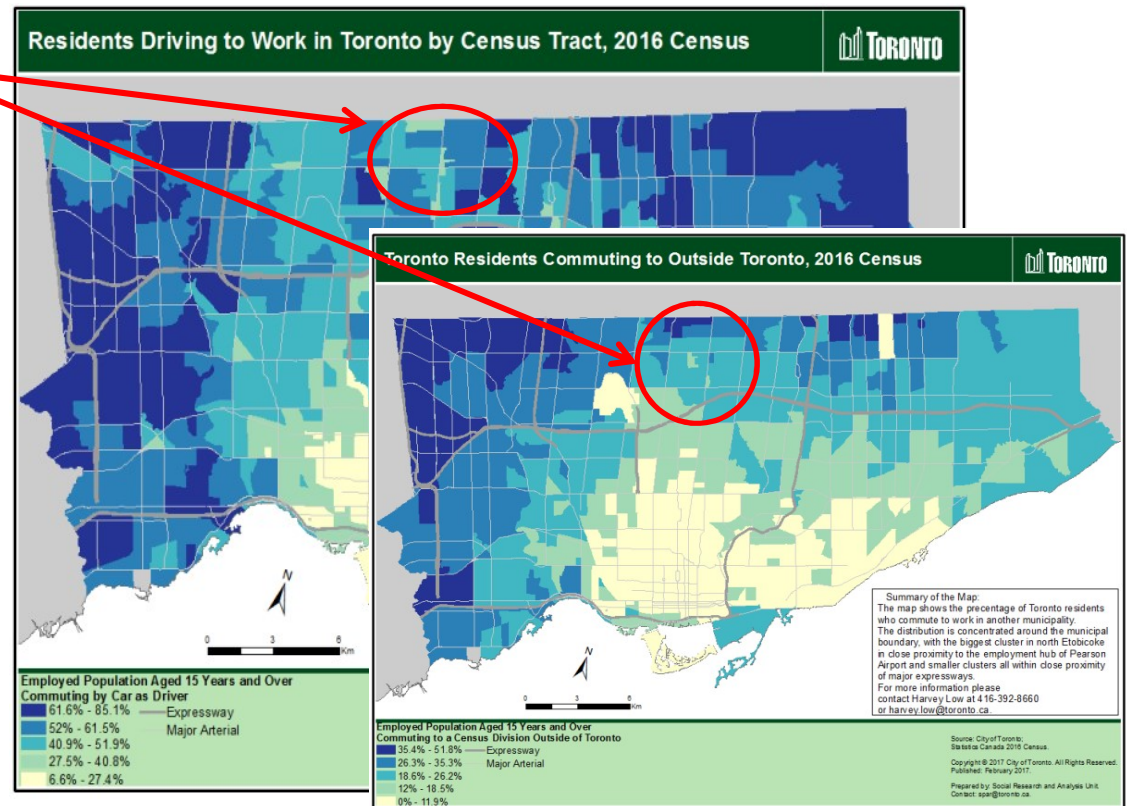 Residents Driving to Work in Toronto by Census Tract, 2016 Census
TORONTO
N
0 3 6
Km
Employed Population Aged 15 Years and Over
Commuting by Car as Driver
61.6% - 85.1% Expressway
52% - 61.5% Major Arterial
40.9% - 51.9%
27.5% - 40.8%
6.6% - 27.4%
Toronto Residents Commuting to Outside Toronto, 2016 Census
TORONTO
Summary of the Map:
The map shows the precentage of Toronto residents
who commute to work in another municipality.
The distribution is concentrated around the municipal
boundary, with the biggest cluster in north Etobicoke
in close proximity to the employment hub of Pearson
Airport and smaller clusters all within close proximity
of major expressways.
For more information please
contact Harvey Low at 416-392-8660
or harvey.low@toronto.ca.
N
0 3 6
Km
Employed Population Aged 15 Years and Over
Commuting to a Census Division Outside of Toronto
35.4% - 51.8% Expressway
26.3% - 35.3% Major Arterial
18.6% - 26.2%
12% - 18.5%
0% - 11.9%
Source: City of Toronto;
Statistics Canada 2016 Census.
Copyright © 2017 City of Toronto. All Rights Reserved.
Published: February 2017.
Prepared by: Social Research and Analysis Unit.
Contact: spar@toronto.ca.